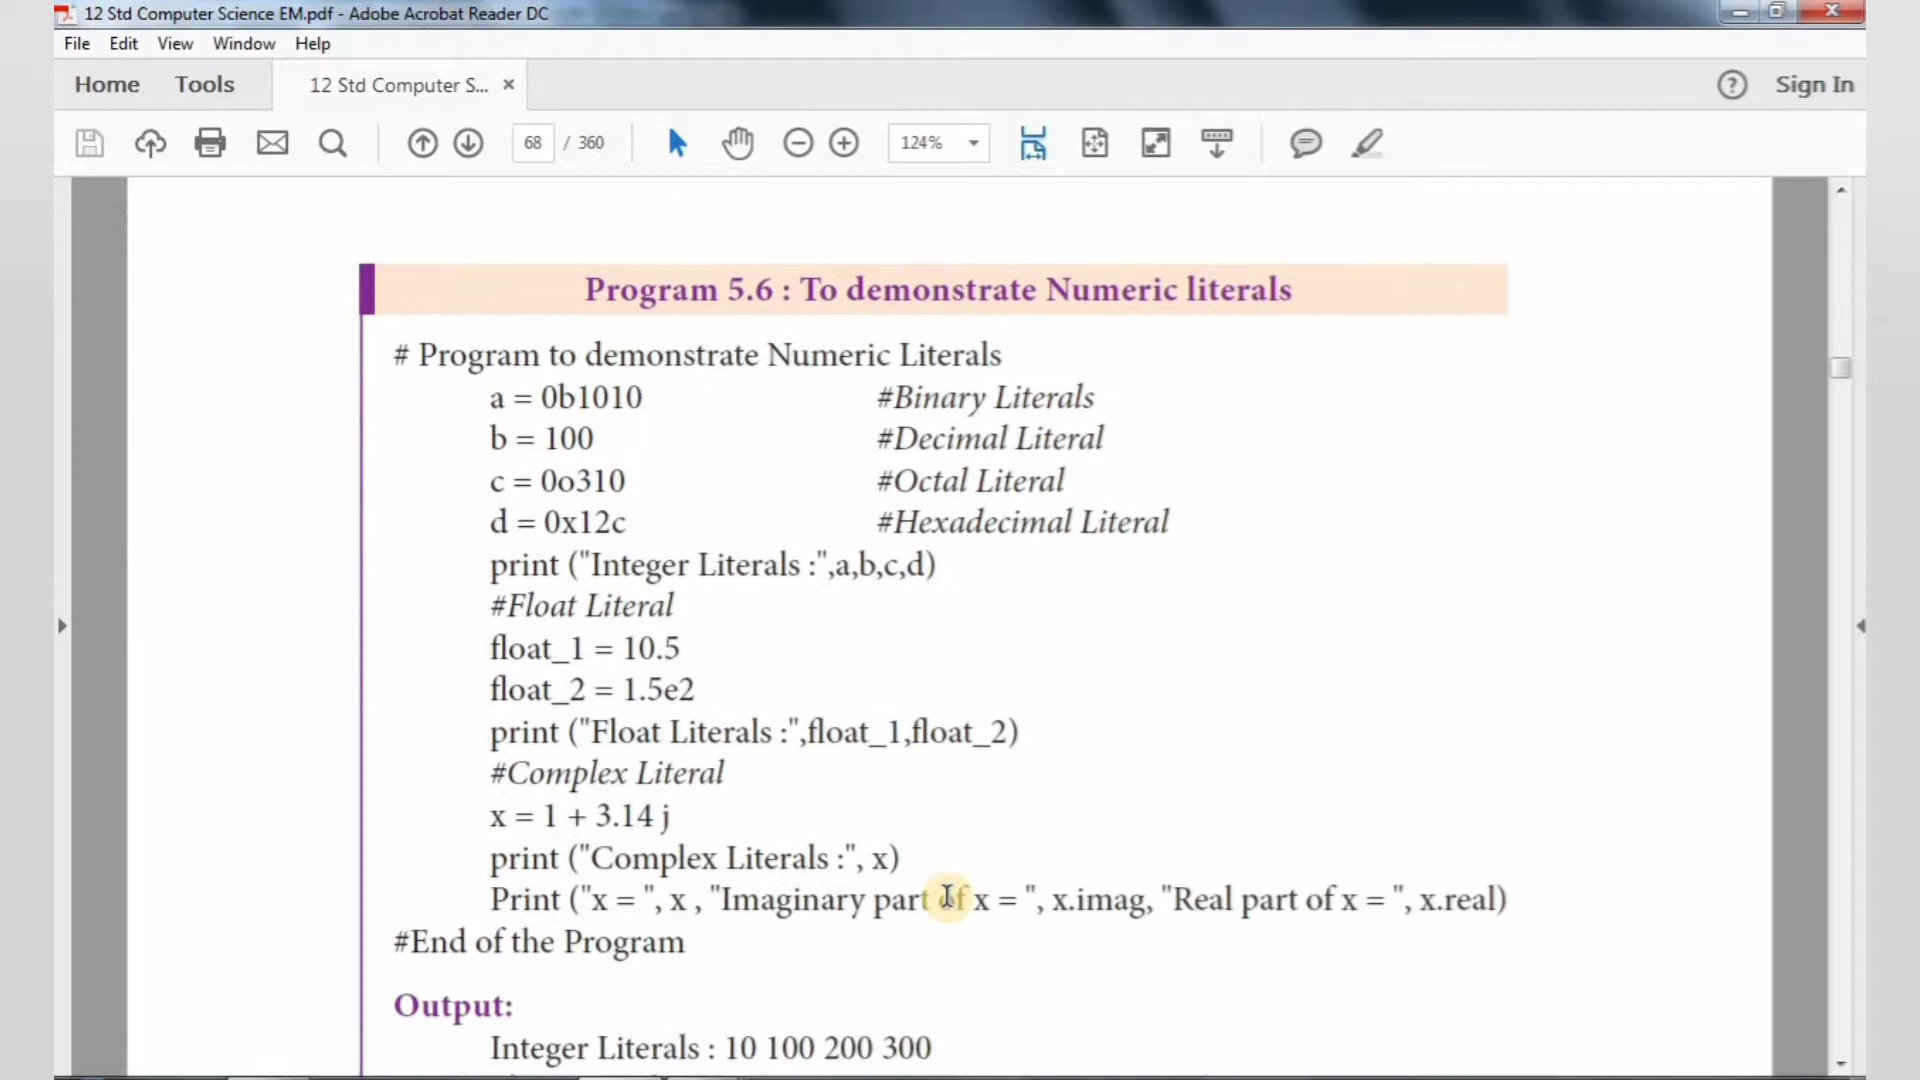 12 Std Computer Science EM.pdf - Adobe Acrobat Reader DC
File Edit View Window Help
Home Tools 12 Std Computer S... × ? Sign In
68 / 360 124%
Program 5.6 : To demonstrate Numeric literals
# Program to demonstrate Numeric Literals
a = 0b1010 #Binary Literals
b = 100 #Decimal Literal
c = 0o310 #Octal Literal
d = 0x12c #Hexadecimal Literal
print ("Integer Literals :",a,b,c,d)
#Float Literal
float_1 = 10.5
float_2 = 1.5e2
print ("Float Literals :",float_1,float_2)
#Complex Literal
x = 1 + 3.14 j
print ("Complex Literals :", x)
Print ("x = ", x , "Imaginary part of x = ", x.imag, "Real part of x = ", x.real)
#End of the Program
Output:
Integer Literals : 10 100 200 300